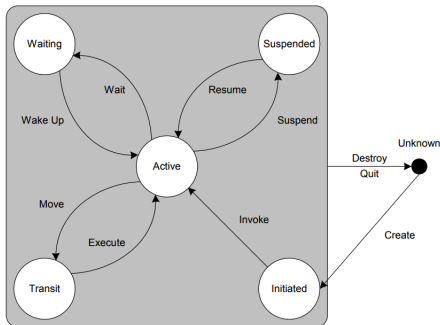 Waiting
Suspended
Wait
Resume
Wake Up
Suspend
Unknown
Destroy
Quit
Active
Move
Invoke
Create
Execute
Transit
Initiated